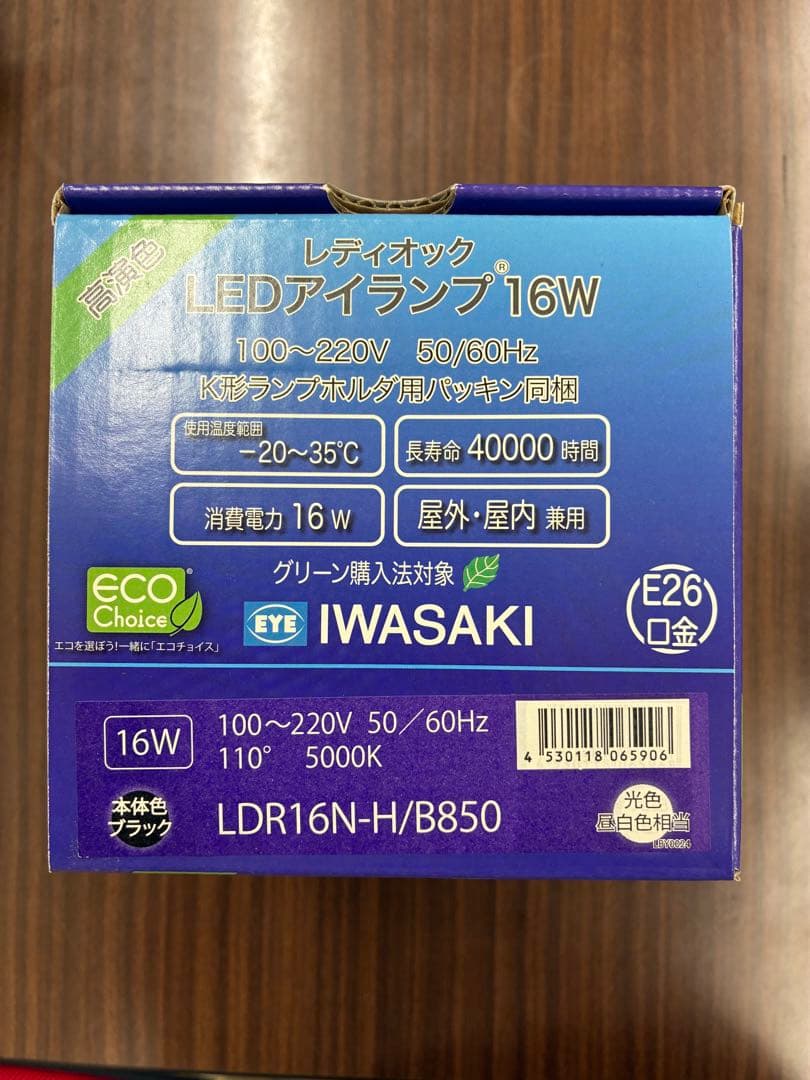 高演色
レディオック
LEDアイランプ® 16W
100～220V 50/60Hz
K形ランプホルダ用パッキン同梱
使用温度範囲
－20～35℃
長寿命 40000 時間
消費電力 16 W
屋外・屋内 兼用
グリーン購入法対象
ECO
Choice
エコを選ぼう!一緒に「エコチョイス」
EYE IWASAKI
E26
口金
16W
100～220V 50／60Hz
110° 5000K
4 530118 065906
本体色
ブラック
LDR16N-H/B850
光色
昼白色相当
LBY0024